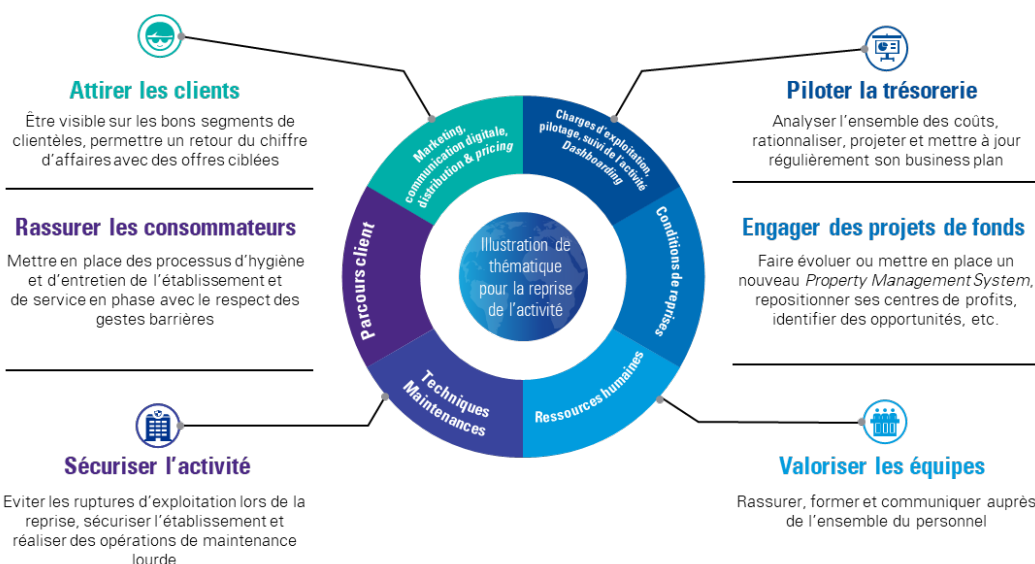 Attirer les clients
Être visible sur les bons segments de
clientèles, permettre un retour du chiffre
d'affaires avec des offres ciblées
Rassurer les consommateurs
Mettre en place des processus d'hygiène
et d'entretien de l'établissement et
de service en phase avec le respect des
gestes barrières
Sécuriser l'activité
Eviter les ruptures d'exploitation lors de la
reprise, sécuriser l'établissement et
réaliser des opérations de maintenance
lourde
Marketing,
communication digitale,
distribution & pricing
Charges d'exploitation,
pilotage, suivi de l'activité
Dashboarding
Parcours client
Illustration de
thématique
pour la reprise
de l'activité
Conditions de reprises
Techniques
Maintenances
Ressources humaines
Piloter la trésorerie
Analyser l'ensemble des coûts,
rationnaliser, projeter et mettre à jour
régulièrement son business plan
Engager des projets de fonds
Faire évoluer ou mettre en place un
nouveau Property Management System,
repositionner ses centres de profits,
identifier des opportunités, etc.
Valoriser les équipes
Rassurer, former et communiquer auprès
de l'ensemble du personnel